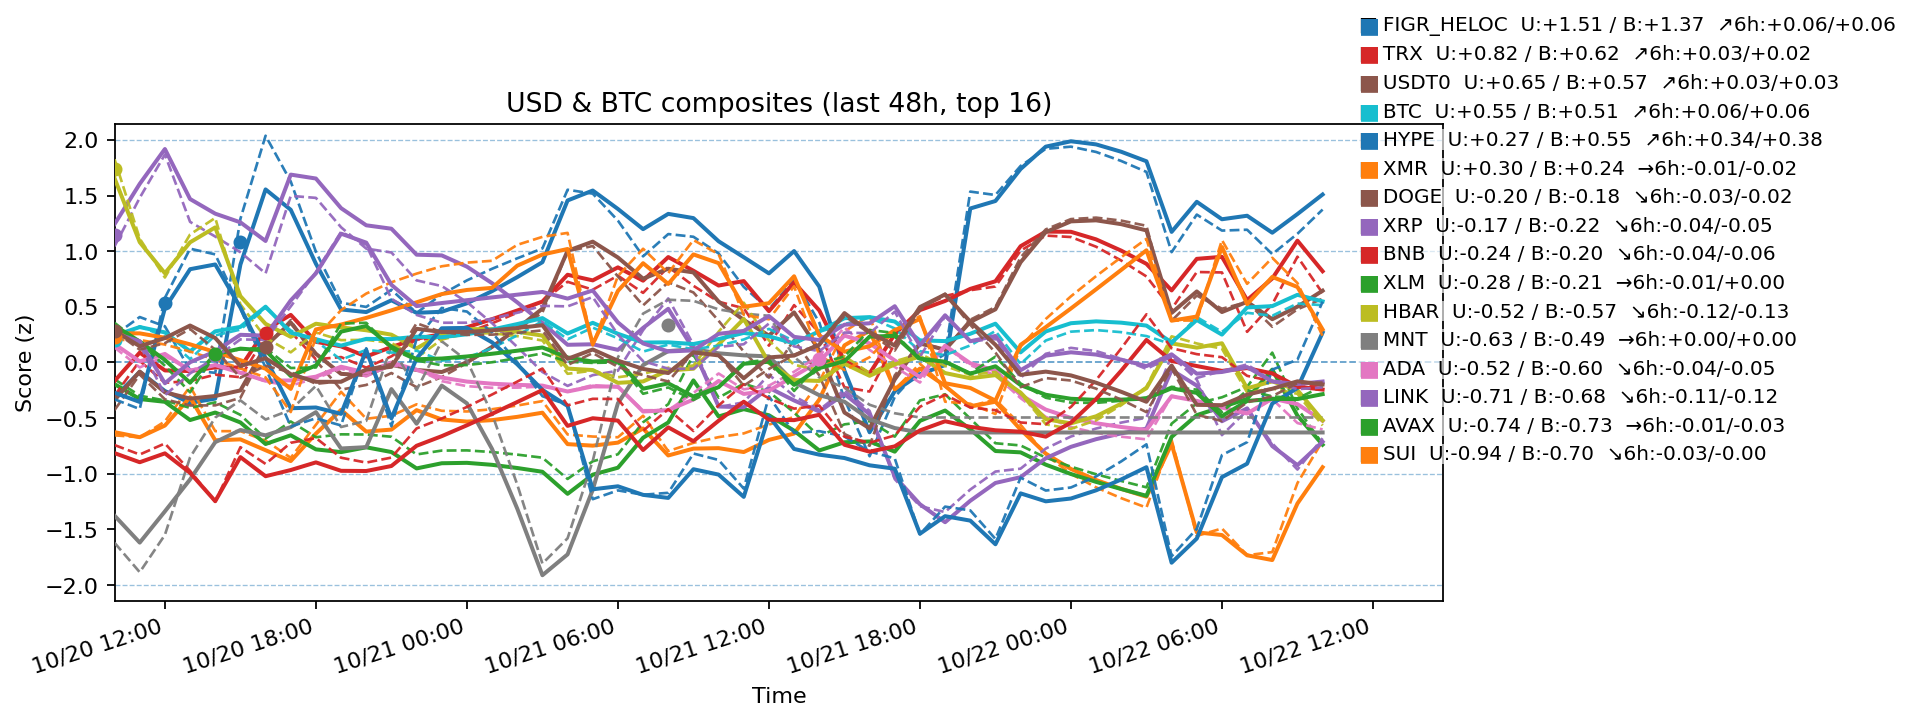 FIGR_HELOC  U:+1.51 / B:+1.37  ↗6h:+0.06/+0.06
TRX  U:+0.82 / B:+0.62  ↗6h:+0.03/+0.02
USDT0  U:+0.65 / B:+0.57  ↗6h:+0.03/+0.03
BTC  U:+0.55 / B:+0.51  ↗6h:+0.06/+0.06
HYPE  U:+0.27 / B:+0.55  ↗6h:+0.34/+0.38
XMR  U:+0.30 / B:+0.24  →6h:-0.01/-0.02
DOGE  U:-0.20 / B:-0.18  ↘6h:-0.03/-0.02
XRP  U:-0.17 / B:-0.22  ↘6h:-0.04/-0.05
BNB  U:-0.24 / B:-0.20  ↘6h:-0.04/-0.06
XLM  U:-0.28 / B:-0.21  →6h:-0.01/+0.00
HBAR  U:-0.52 / B:-0.57  ↘6h:-0.12/-0.13
MNT  U:-0.63 / B:-0.49  →6h:+0.00/+0.00
ADA  U:-0.52 / B:-0.60  ↘6h:-0.04/-0.05
LINK  U:-0.71 / B:-0.68  ↘6h:-0.11/-0.12
AVAX  U:-0.74 / B:-0.73  →6h:-0.01/-0.03
SUI  U:-0.94 / B:-0.70  ↘6h:-0.03/-0.00
USD & BTC composites (last 48h, top 16)
Score (z)
2.0
1.5
1.0
0.5
0.0
−0.5
−1.0
−1.5
−2.0
10/20 12:00
10/20 18:00
10/21 00:00
10/21 06:00
10/21 12:00
10/21 18:00
10/22 00:00
10/22 06:00
10/22 12:00
Time